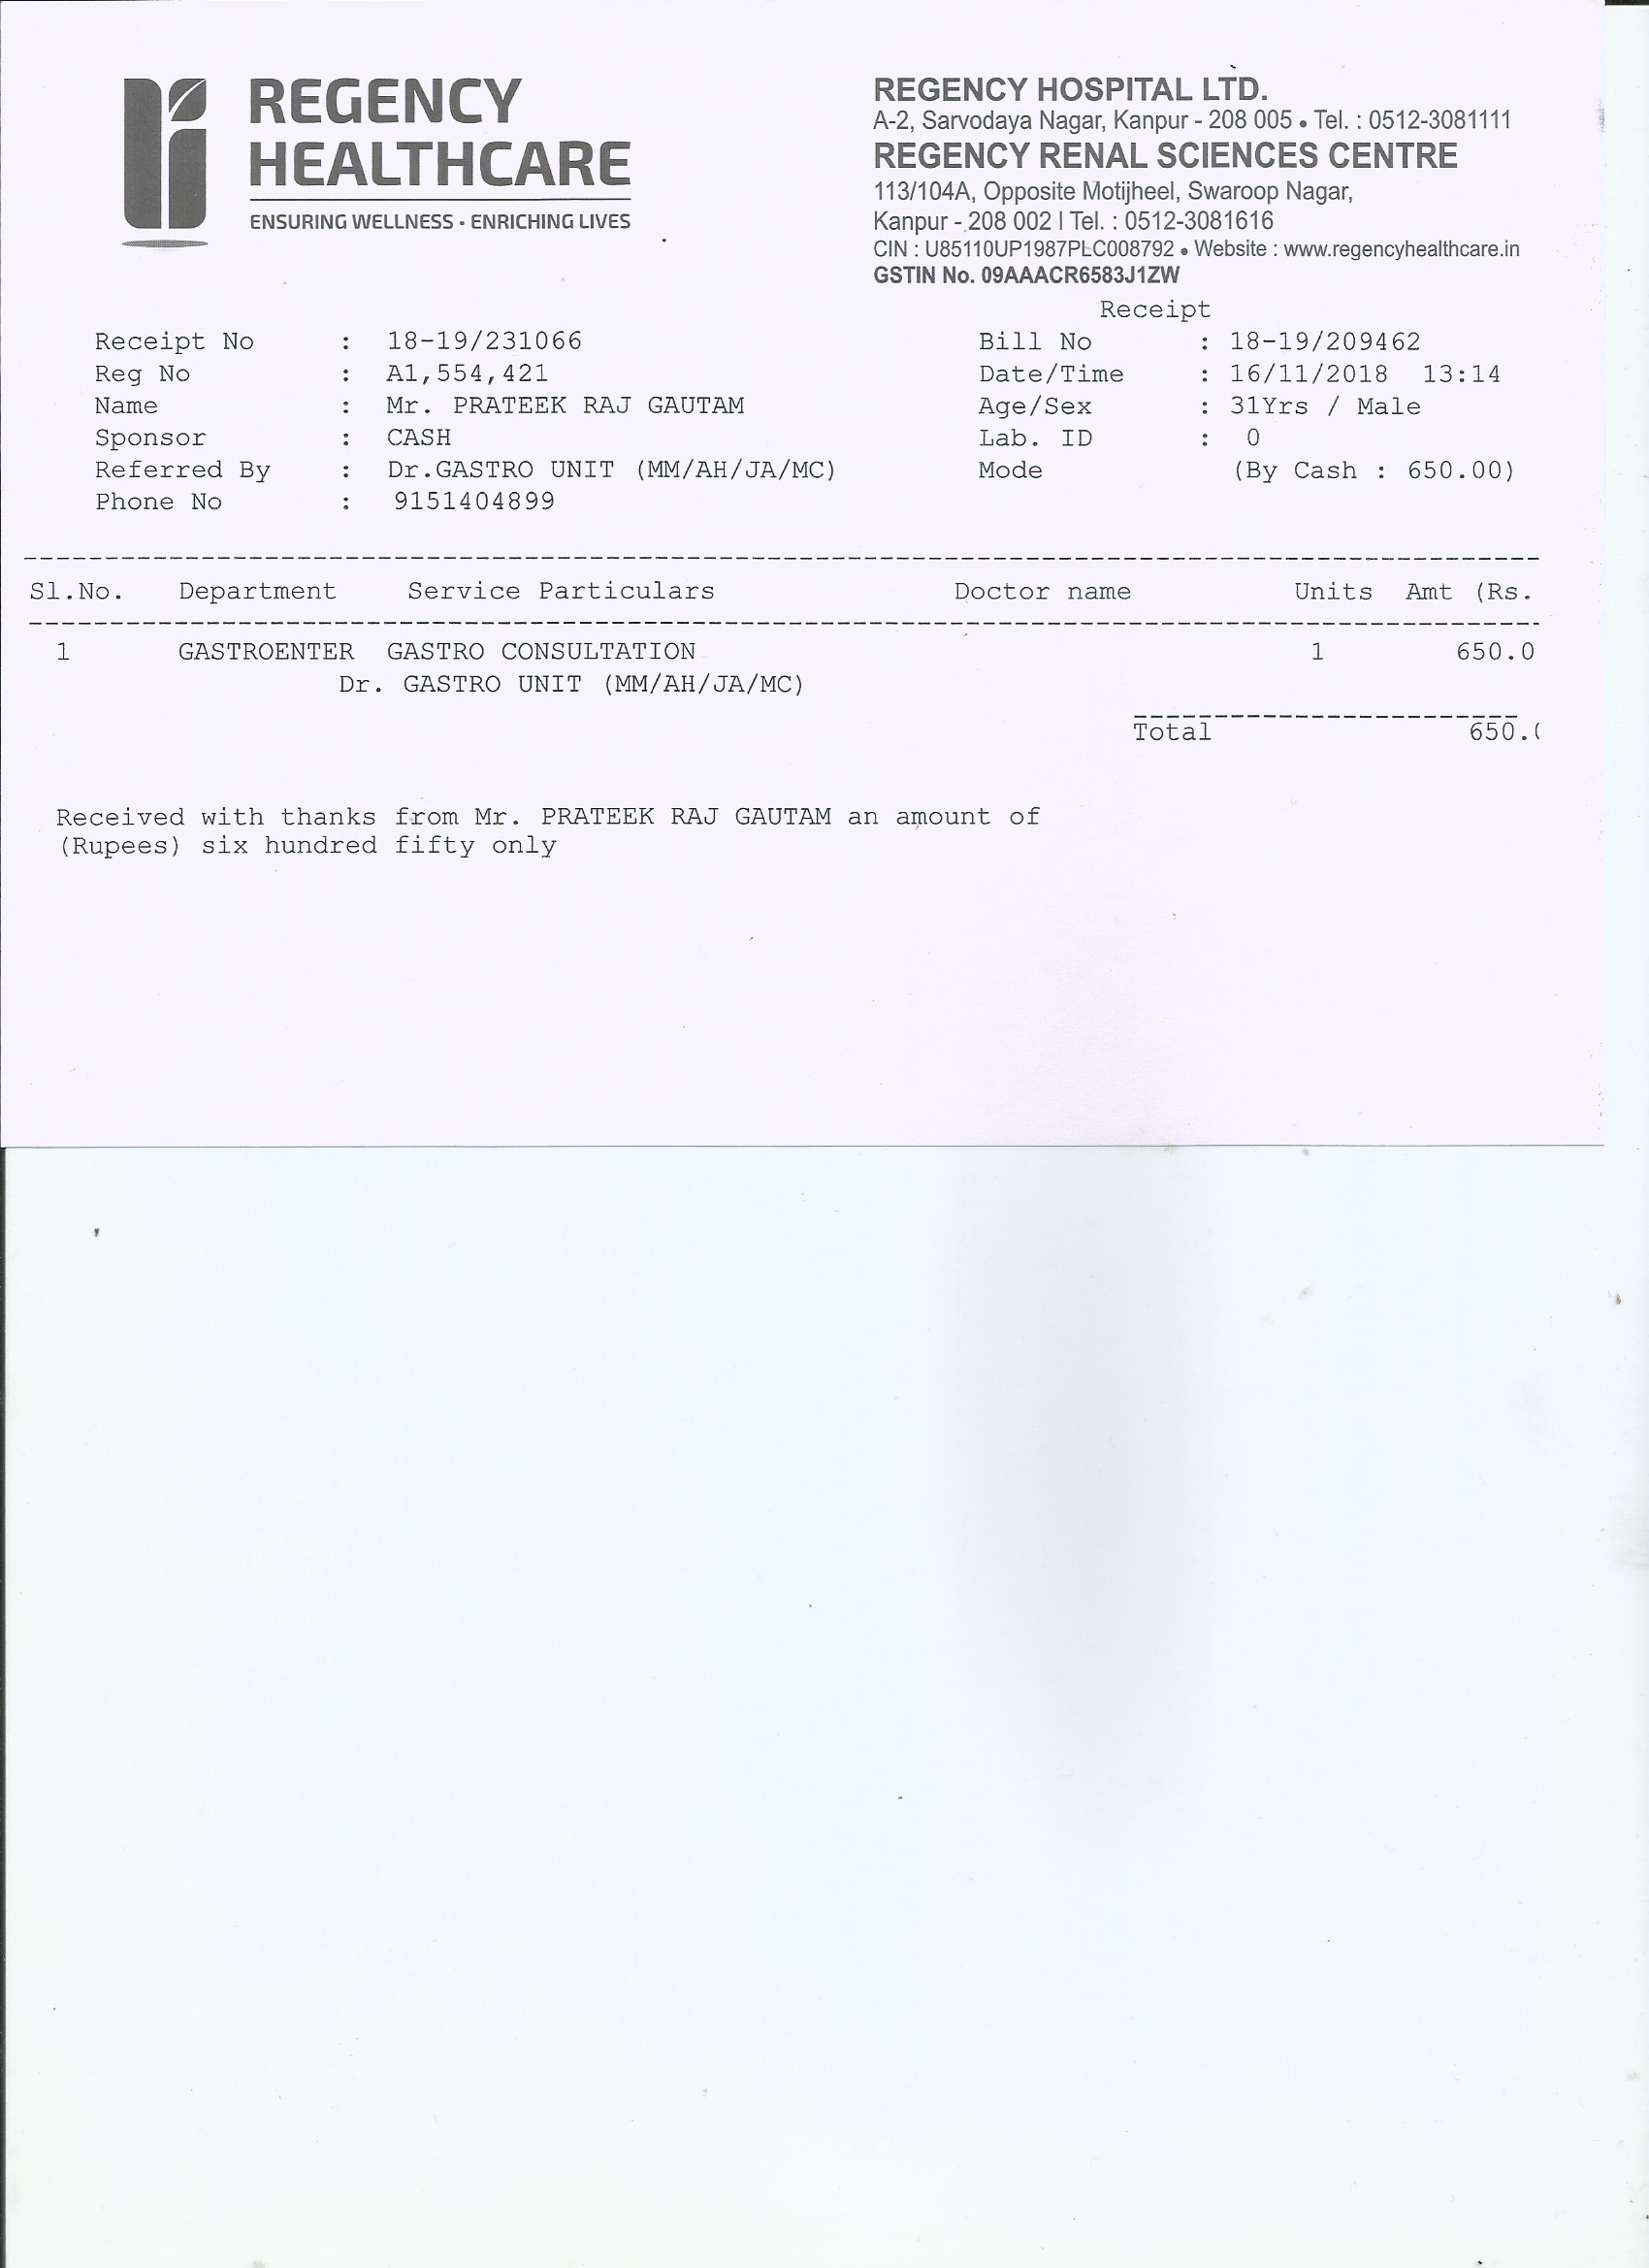 REGENCY
HEALTHCARE
ENSURING WELLNESS • ENRICHING LIVES
REGENCY HOSPITAL LTD.
A-2, Sarvodaya Nagar, Kanpur - 208 005 • Tel. : 0512-3081111
REGENCY RENAL SCIENCES CENTRE
113/104A, Opposite Motijheel, Swaroop Nagar,
Kanpur - 208 002 | Tel. : 0512-3081616
CIN : U85110UP1987PLC008792 • Website : www.regencyhealthcare.in
GSTIN No. 09AAACR6583J1ZW
Receipt
Receipt No : 18-19/231066 Bill No : 18-19/209462
Reg No : A1,554,421 Date/Time : 16/11/2018 13:14
Name : Mr. PRATEEK RAJ GAUTAM Age/Sex : 31Yrs / Male
Sponsor : CASH Lab. ID : 0
Referred By : Dr.GASTRO UNIT (MM/AH/JA/MC) Mode (By Cash : 650.00)
Phone No : 9151404899
Sl.No. Department Service Particulars Doctor name Units Amt (Rs.
1 GASTROENTER GASTRO CONSULTATION 1 650.0
Dr. GASTRO UNIT (MM/AH/JA/MC)
Total 650.(
Received with thanks from Mr. PRATEEK RAJ GAUTAM an amount of
(Rupees) six hundred fifty only